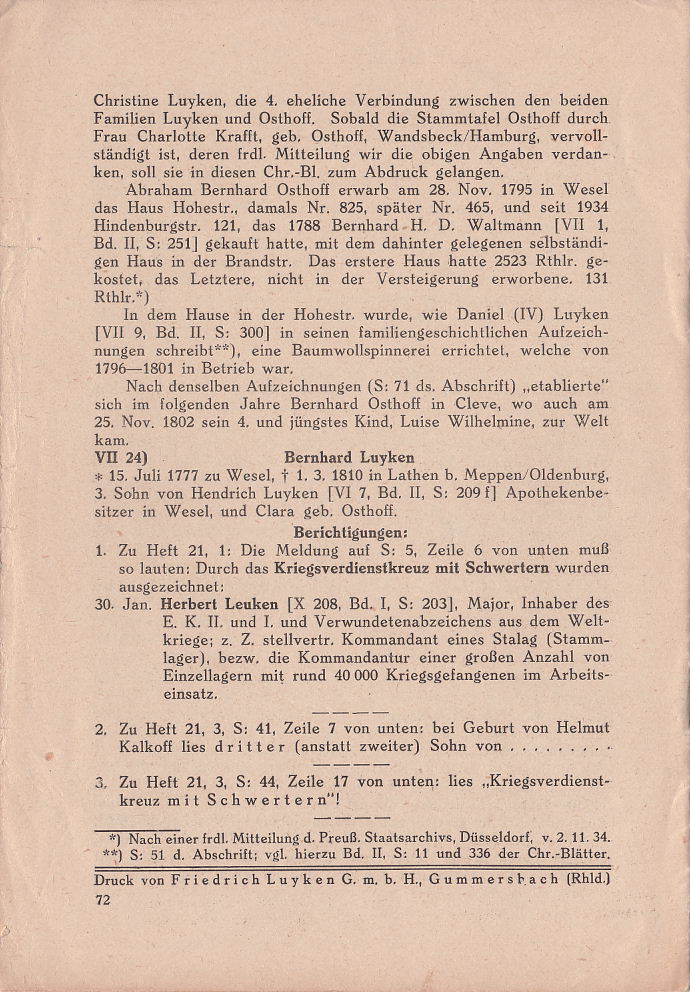 Christine Luyken, die 4. eheliche Verbindung zwischen den beiden
Familien Luyken und Osthoff. Sobald die Stammtafel Osthoff durch
Frau Charlotte Krafft, geb. Osthoff, Wandsbeck/Hamburg, vervoll-
ständigt ist, deren frdl. Mitteilung wir die obigen Angaben verdan-
ken, soll sie in diesen Chr.-Bl. zum Abdruck gelangen.
Abraham Bernhard Osthoff erwarb am 28. Nov. 1795 in Wesel
das Haus Hohestr., damals Nr. 825, später Nr. 465, und seit 1934
Hindenburgstr. 121, das 1788 Bernhard H. D. Waltmann [VII 1,
Bd. II, S: 251] gekauft hatte, mit dem dahinter gelegenen selbständi-
gen Haus in der Brandstr. Das erstere Haus hatte 2523 Rthlr. ge-
kostet, das Letztere, nicht in der Versteigerung erworbene. 131
Rthlr.*)
In dem Hause in der Hohestr. wurde, wie Daniel (IV) Luyken
[VII 9, Bd. II, S: 300] in seinen familiengeschichtlichen Aufzeich-
nungen schreibt**), eine Baumwollspinnerei errichtet, welche von
1796—1801 in Betrieb war.
Nach denselben Aufzeichnungen (S: 71 ds. Abschrift) „etablierte"
sich im folgenden Jahre Bernhard Osthoff in Cleve, wo auch am
25. Nov. 1802 sein 4. und jüngstes Kind, Luise Wilhelmine, zur Welt
kam.
VII 24) Bernhard Luyken
* 15. Juli 1777 zu Wesel, † 1. 3. 1810 in Lathen b. Meppen/Oldenburg,
3. Sohn von Hendrich Luyken [VI 7, Bd. II, S: 209 f] Apothekenbe-
sitzer in Wesel, und Clara geb. Osthoff.
Berichtigungen:
1. Zu Heft 21, 1: Die Meldung auf S: 5, Zeile 6 von unten muß
so lauten: Durch das Kriegsverdienstkreuz mit Schwertern wurden
ausgezeichnet:
30. Jan. Herbert Leuken [X 208, Bd. I, S: 203], Major, Inhaber des
E. K. II. und I. und Verwundetenabzeichens aus dem Welt-
kriege; z. Z. stellvertr. Kommandant eines Stalag (Stamm-
lager), bezw. die Kommandantur einer großen Anzahl von
Einzellagern mit rund 40 000 Kriegsgefangenen im Arbeits-
einsatz.
2. Zu Heft 21, 3, S: 41, Zeile 7 von unten: bei Geburt von Helmut
Kalkoff lies dritter (anstatt zweiter) Sohn von . . . . . . . . .
3. Zu Heft 21, 3, S: 44, Zeile 17 von unten: lies „Kriegsverdienst-
kreuz mit Schwertern"!
*) Nach einer frdl. Mitteilung d. Preuß. Staatsarchivs, Düsseldorf, v. 2. 11. 34.
**) S: 51 d. Abschrift; vgl. hierzu Bd. II, S: 11 und 336 der Chr.-Blätter.
Druck von Friedrich Luyken G. m. b. H., Gummersbach (Rhld.)
72